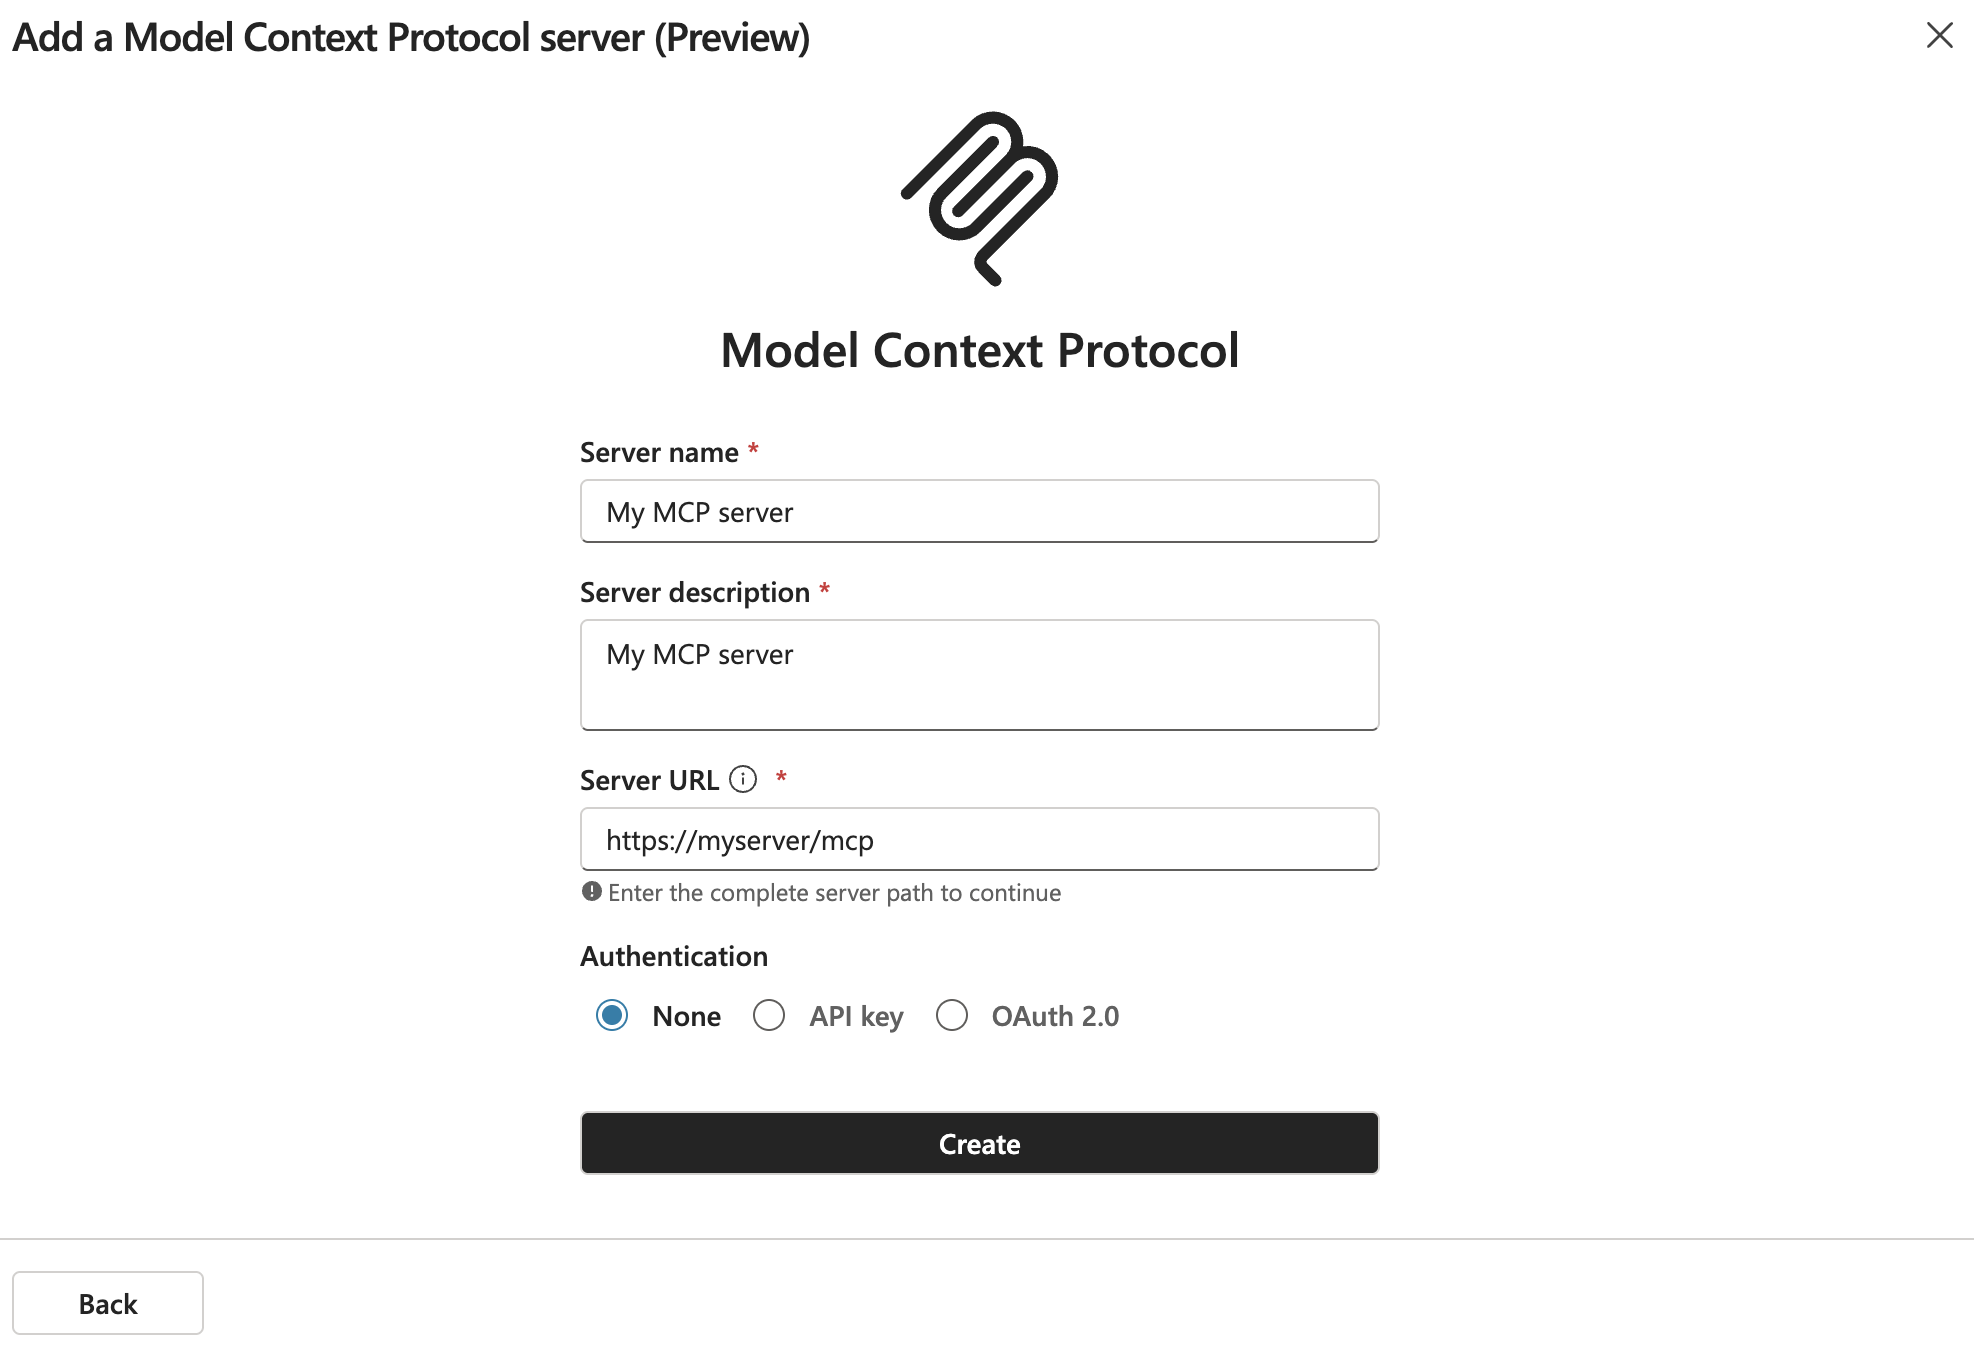 Add a Model Context Protocol server (Preview)
Model Context Protocol
Server name *
My MCP server
Server description *
My MCP server
Server URL *
https://myserver/mcp
Enter the complete server path to continue
Authentication
None API key OAuth 2.0
Create
Back